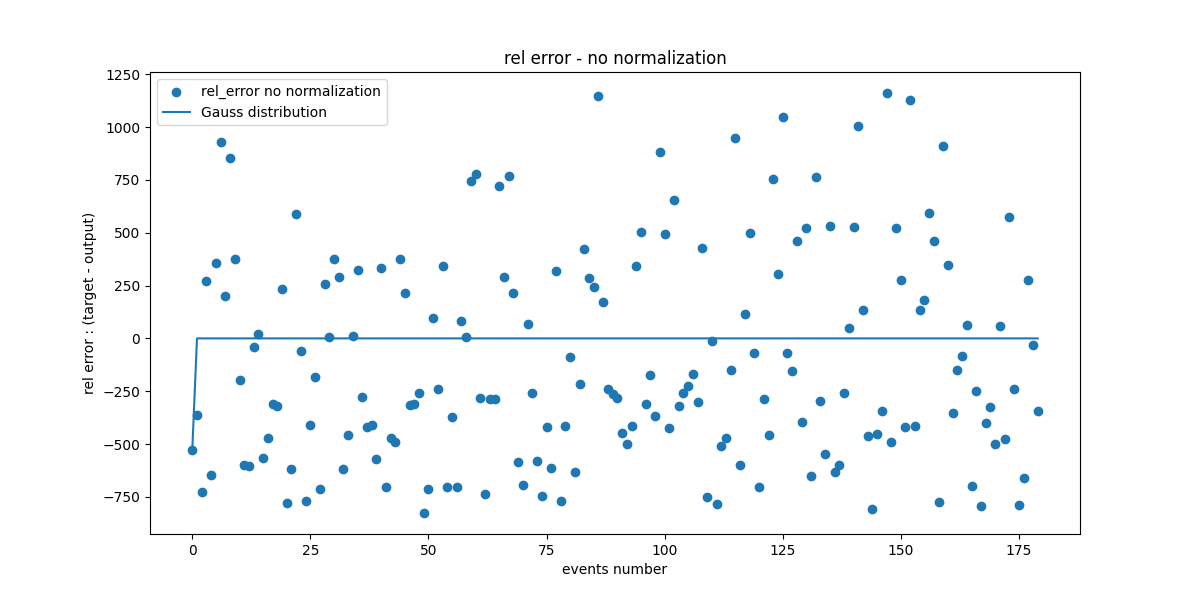 rel error - no normalization
rel_error no normalization
Gauss distribution
1250
1000
750
500
250
0
−250
−500
−750
rel error : (target - output)
0 25 50 75 100 125 150 175
events number